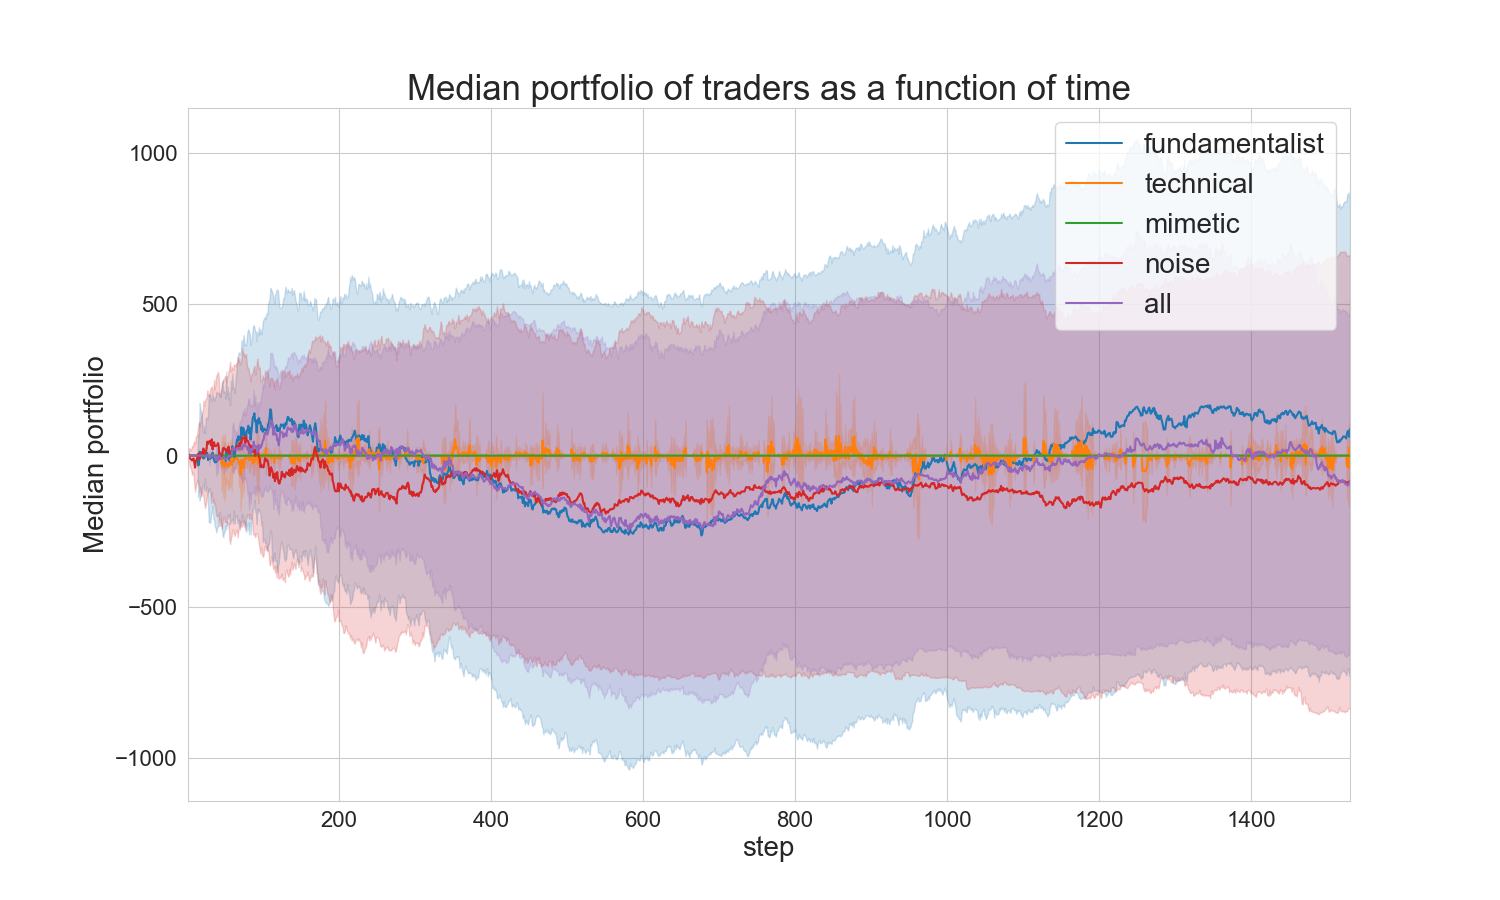 Median portfolio of traders as a function of time
fundamentalist
technical
mimetic
noise
all
Median portfolio
1000
500
0
−500
−1000
200 400 600 800 1000 1200 1400
step